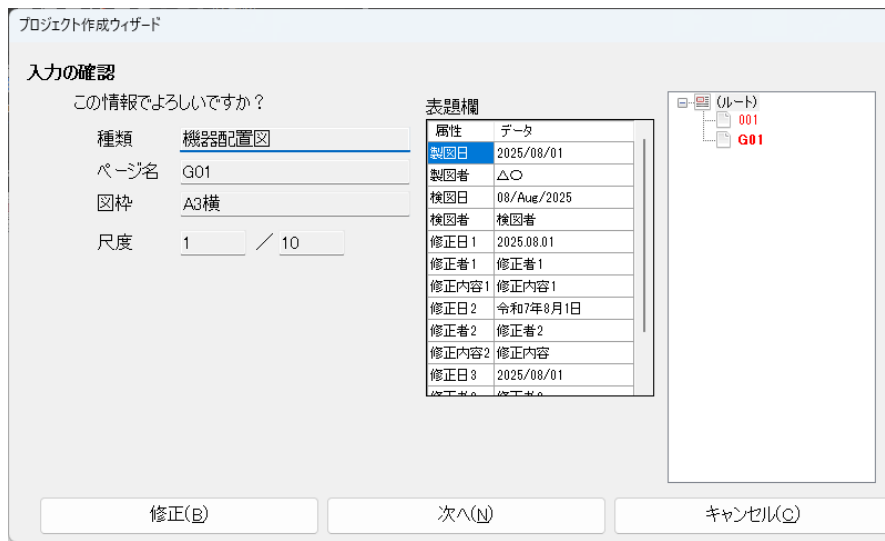 プロジェクト作成ウィザード
入力の確認
この情報でよろしいですか？
種類 機器配置図
ページ名 G01
図枠 A3横
尺度 1 ／ 10
表題欄
属性 データ
製図日 2025/08/01
製図者 △〇
検図日 08/Aug/2025
検図者 検図者
修正日1 2025.08.01
修正者1 修正者1
修正内容1 修正内容1
修正日2 令和7年8月1日
修正者2 修正者2
修正内容2 修正内容
修正日3 2025/08/01
(ルート)
001
G01
修正(B)
次へ(N)
キャンセル(C)